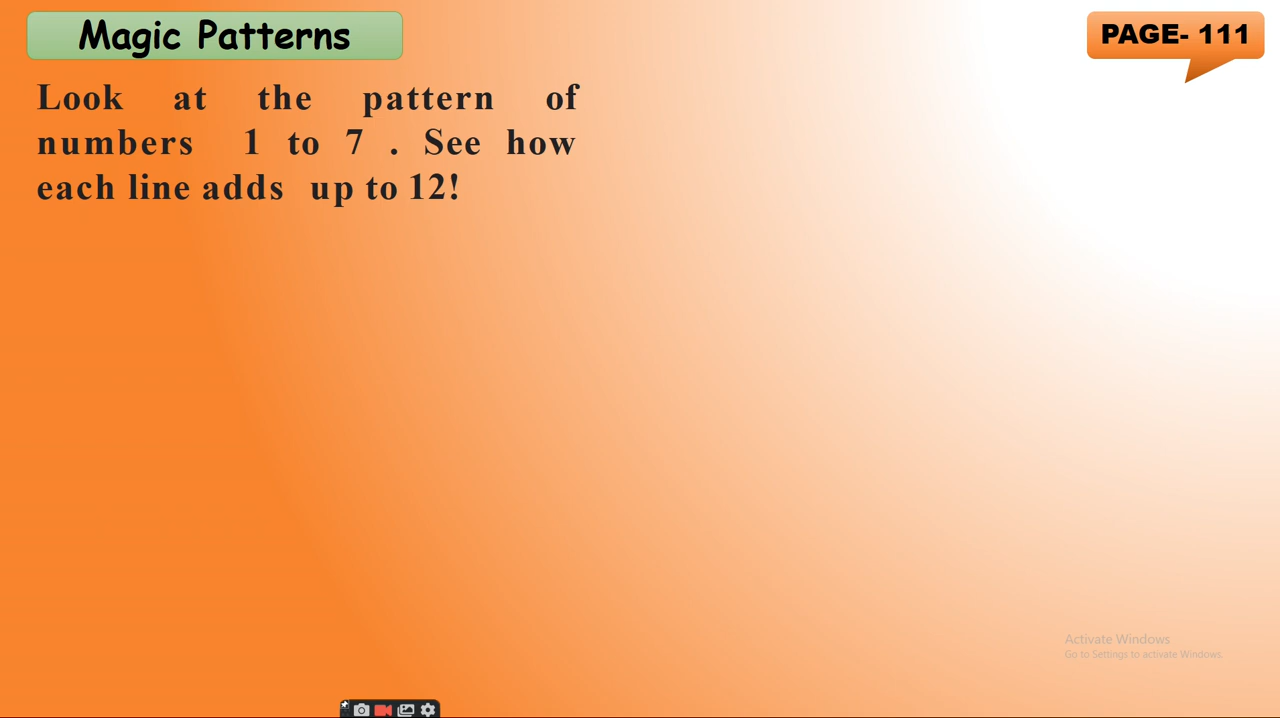 Magic Patterns
PAGE- 111
Look at the pattern of
numbers 1 to 7 . See how
each line adds up to 12!
Activate Windows
Go to Settings to activate Windows.